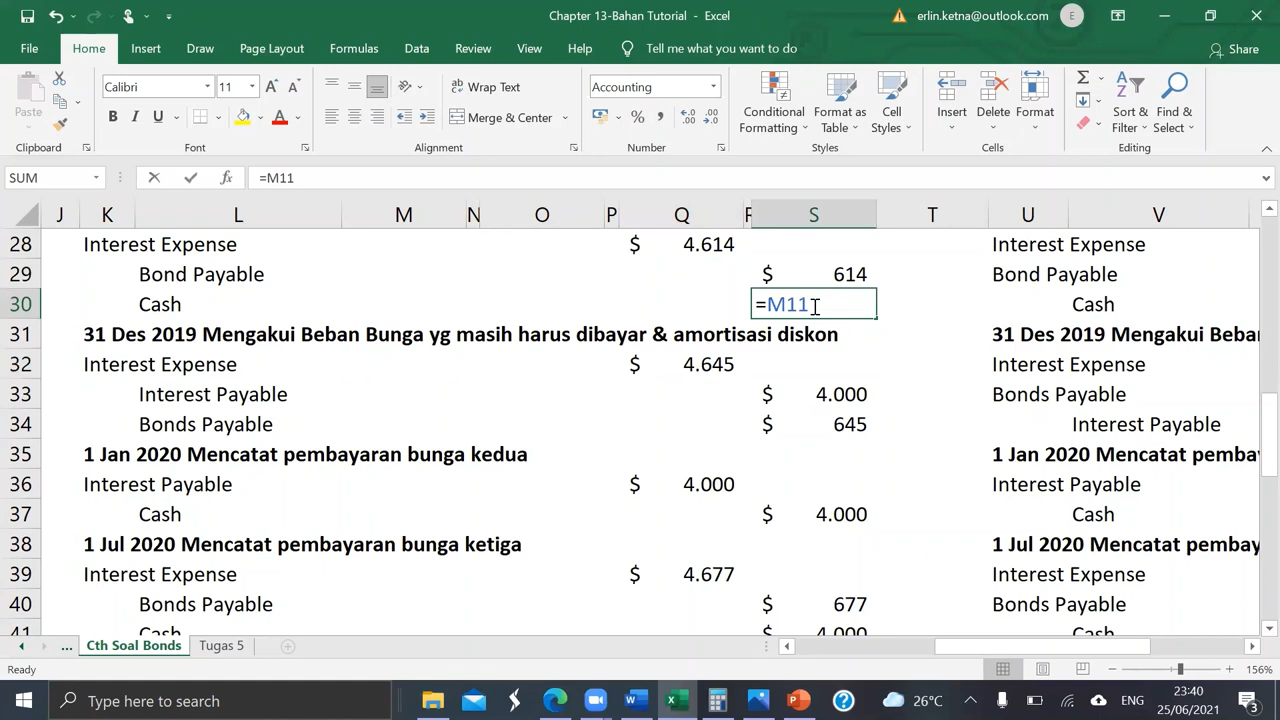 Chapter 13-Bahan Tutorial - Excel
erlin.ketna@outlook.com
E
File Home Insert Draw Page Layout Formulas Data Review View Help Tell me what you want to do Share
Paste
Calibri 11
Wrap Text
Accounting
B I U
Merge & Center
Conditional Formatting
Format as Table
Cell Styles
Insert Delete Format
Sort & Filter
Find & Select
Clipboard Font Alignment Number Styles Cells Editing
SUM =M11
J K L M N O P Q R S T U V
28 Interest Expense $ 4.614 Interest Expense
29 Bond Payable $ 614 Bond Payable
30 Cash =M11 Cash
31 31 Des 2019 Mengakui Beban Bunga yg masih harus dibayar & amortisasi diskon 31 Des 2019 Mengakui Beba
32 Interest Expense $ 4.645 Interest Expense
33 Interest Payable $ 4.000 Bonds Payable
34 Bonds Payable $ 645 Interest Payable
35 1 Jan 2020 Mencatat pembayaran bunga kedua 1 Jan 2020 Mencatat pemba
36 Interest Payable $ 4.000 Interest Payable
37 Cash $ 4.000 Cash
38 1 Jul 2020 Mencatat pembayaran bunga ketiga 1 Jul 2020 Mencatat pembay
39 Interest Expense $ 4.677 Interest Expense
40 Bonds Payable $ 677 Bonds Payable
41 Cash $ 4.000 Cash
... Cth Soal Bonds Tugas 5
Ready 156%
Type here to search 26°C ENG 23:40
25/06/2021 3